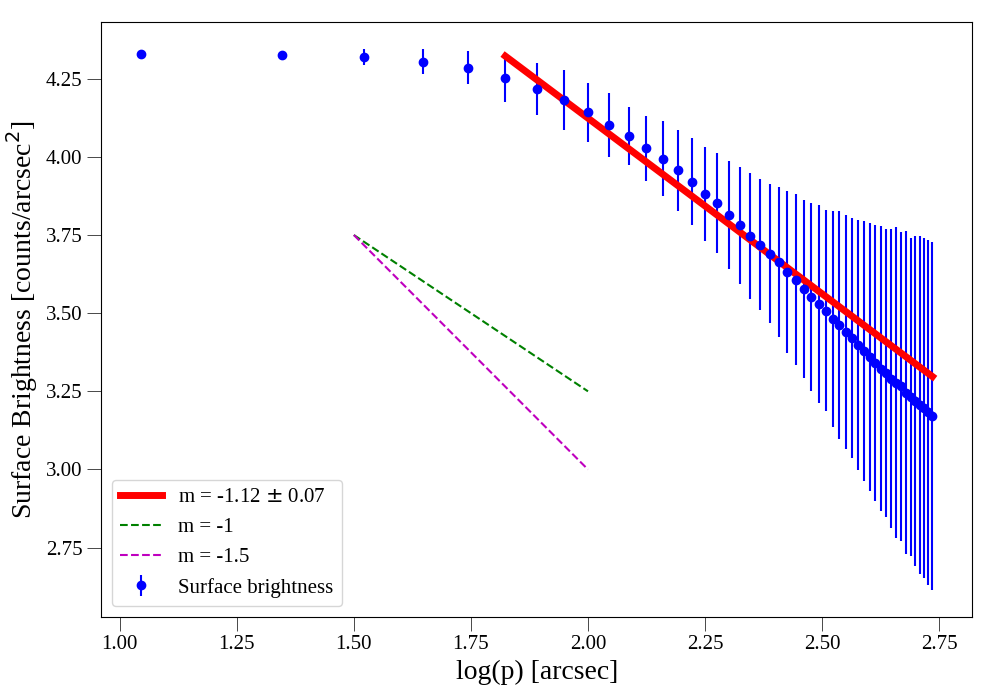 Surface Brightness [counts/arcsec²]
4.25
4.00
3.75
3.50
3.25
3.00
2.75
m = -1.12 ± 0.07
m = -1
m = -1.5
Surface brightness
1.00 1.25 1.50 1.75 2.00 2.25 2.50 2.75
log(p) [arcsec]